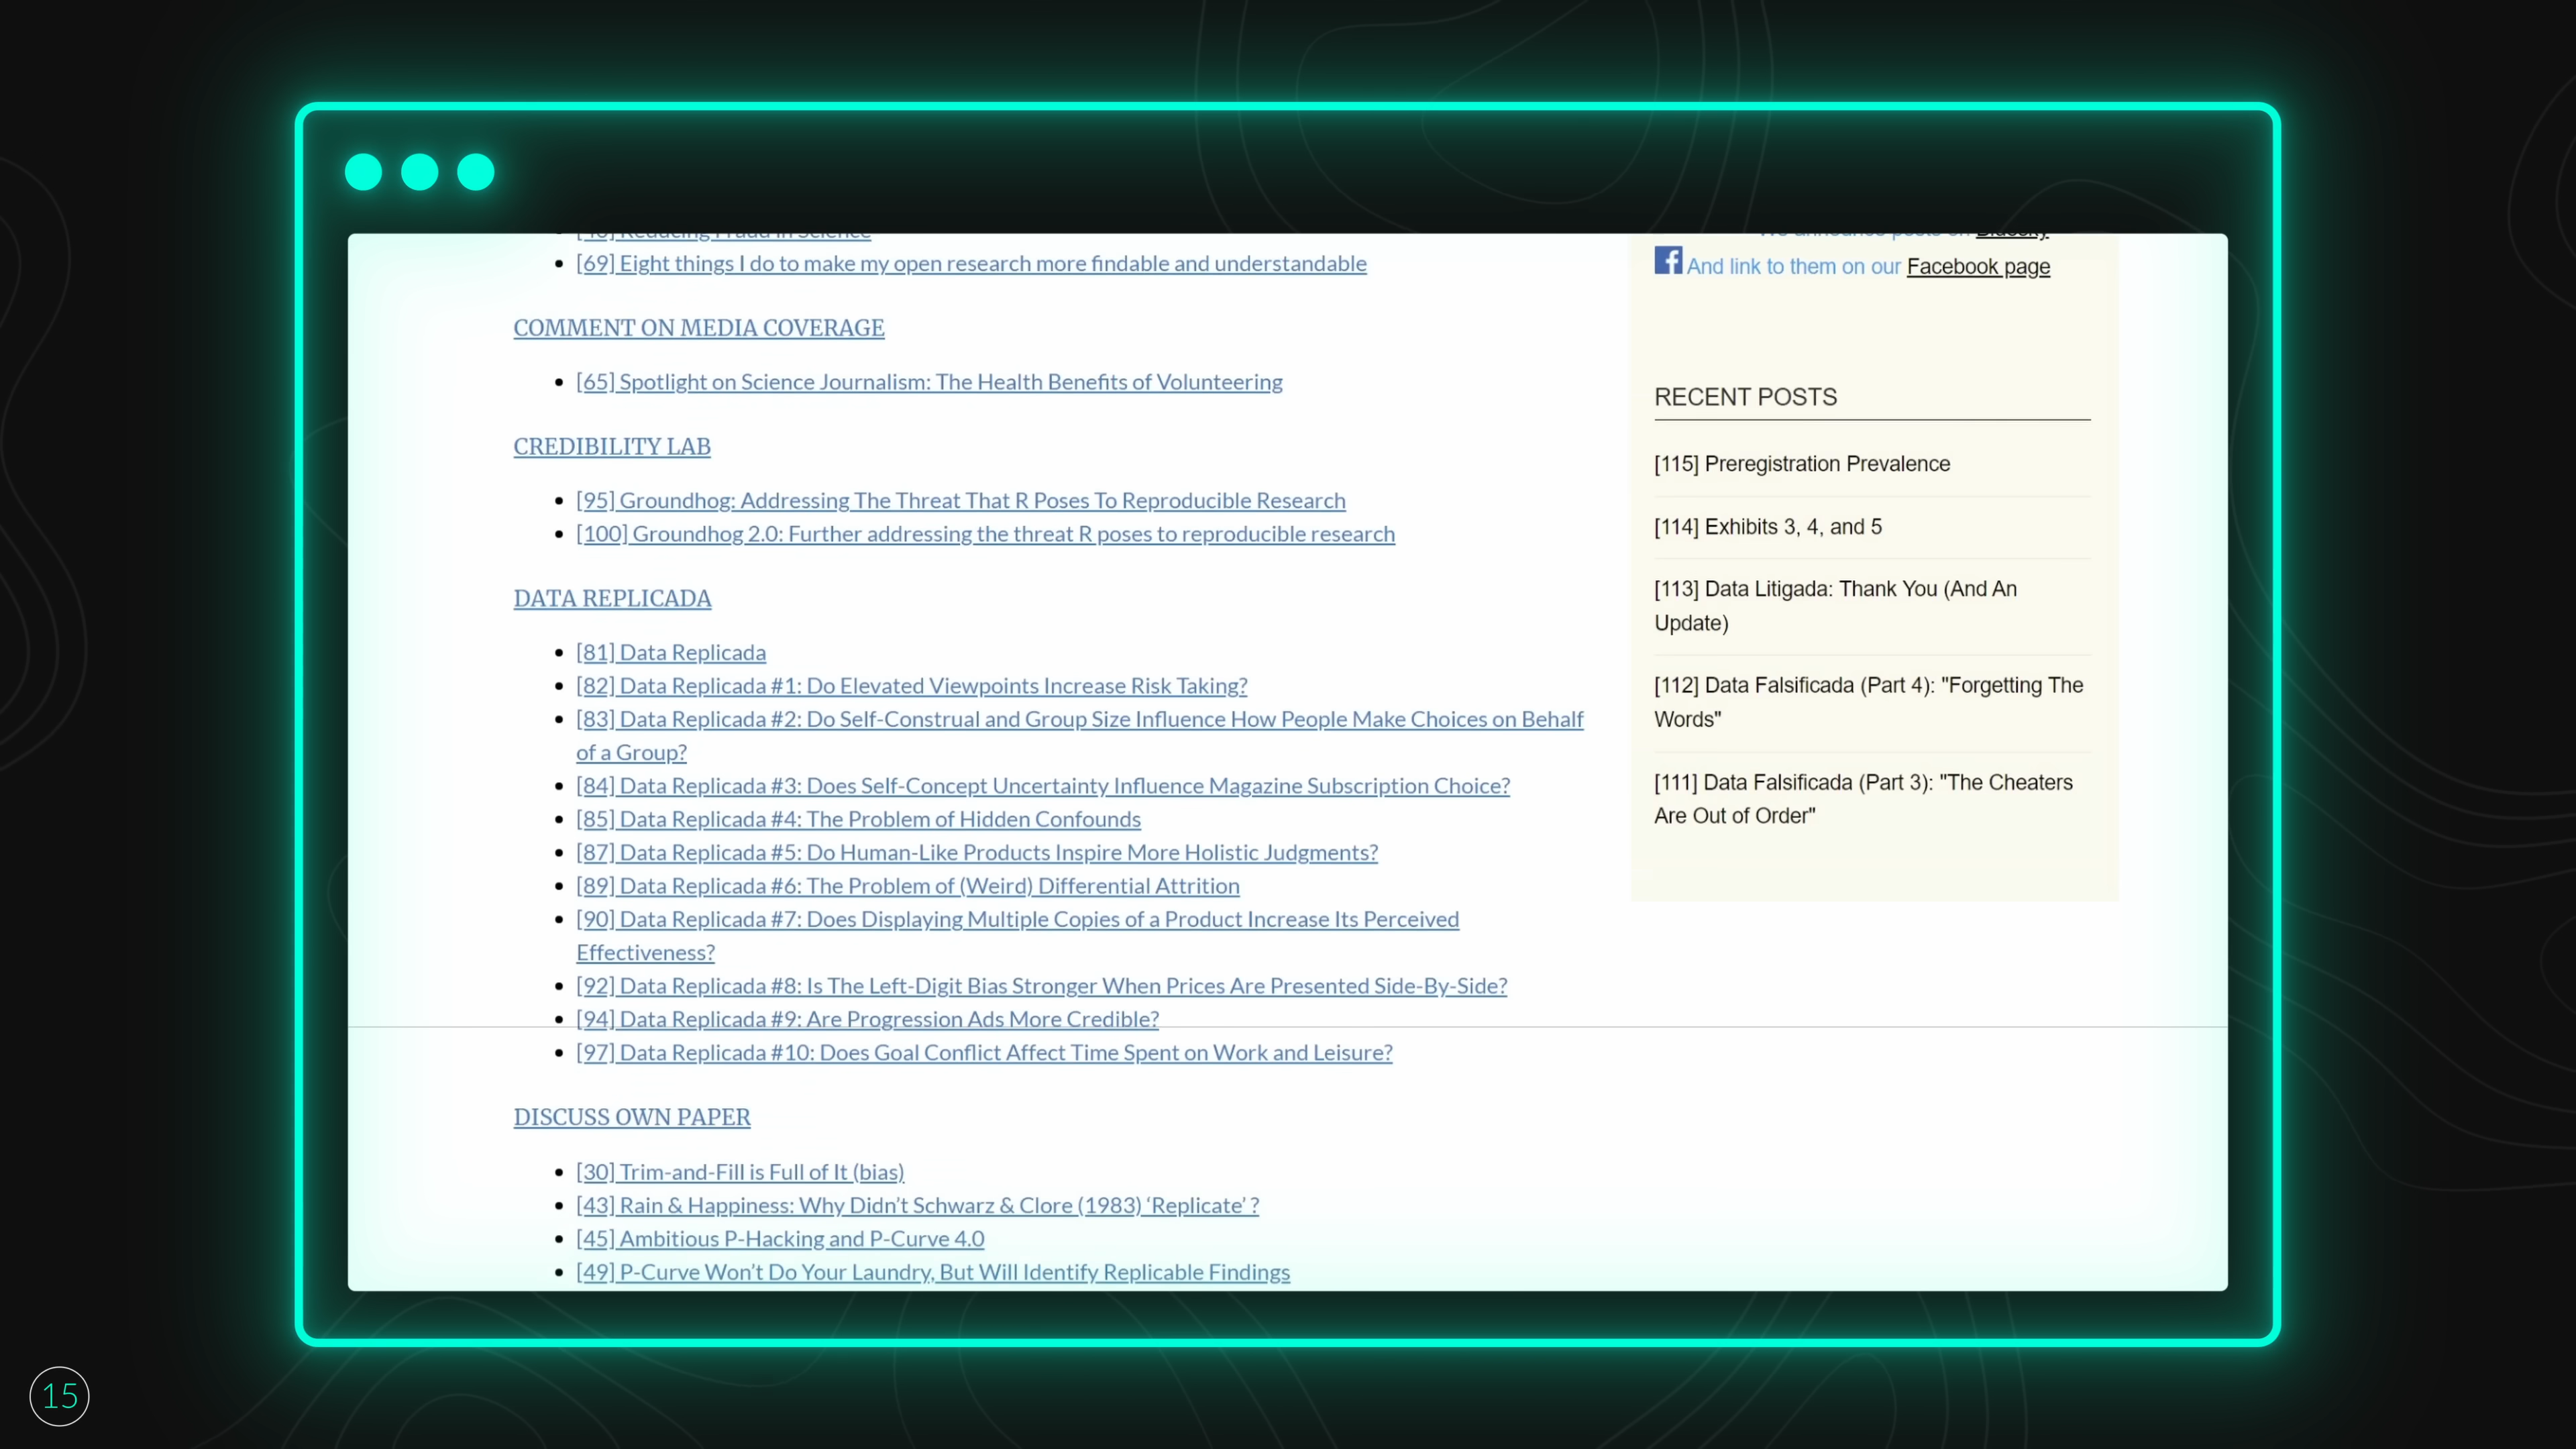 [69] Eight things I do to make my open research more findable and understandable
COMMENT ON MEDIA COVERAGE
[65] Spotlight on Science Journalism: The Health Benefits of Volunteering
CREDIBILITY LAB
[95] Groundhog: Addressing The Threat That R Poses To Reproducible Research
[100] Groundhog 2.0: Further addressing the threat R poses to reproducible research
DATA REPLICADA
[81] Data Replicada
[82] Data Replicada #1: Do Elevated Viewpoints Increase Risk Taking?
[83] Data Replicada #2: Do Self-Construal and Group Size Influence How People Make Choices on Behalf
of a Group?
[84] Data Replicada #3: Does Self-Concept Uncertainty Influence Magazine Subscription Choice?
[85] Data Replicada #4: The Problem of Hidden Confounds
[87] Data Replicada #5: Do Human-Like Products Inspire More Holistic Judgments?
[89] Data Replicada #6: The Problem of (Weird) Differential Attrition
[90] Data Replicada #7: Does Displaying Multiple Copies of a Product Increase Its Perceived
Effectiveness?
[92] Data Replicada #8: Is The Left-Digit Bias Stronger When Prices Are Presented Side-By-Side?
[94] Data Replicada #9: Are Progression Ads More Credible?
[97] Data Replicada #10: Does Goal Conflict Affect Time Spent on Work and Leisure?
DISCUSS OWN PAPER
[30] Trim-and-Fill is Full of It (bias)
[43] Rain & Happiness: Why Didn’t Schwarz & Clore (1983) ‘Replicate’ ?
[45] Ambitious P-Hacking and P-Curve 4.0
[49] P-Curve Won’t Do Your Laundry, But Will Identify Replicable Findings
And link to them on our Facebook page
RECENT POSTS
[115] Preregistration Prevalence
[114] Exhibits 3, 4, and 5
[113] Data Litigada: Thank You (And An
Update)
[112] Data Falsificada (Part 4): "Forgetting The
Words"
[111] Data Falsificada (Part 3): "The Cheaters
Are Out of Order"
15